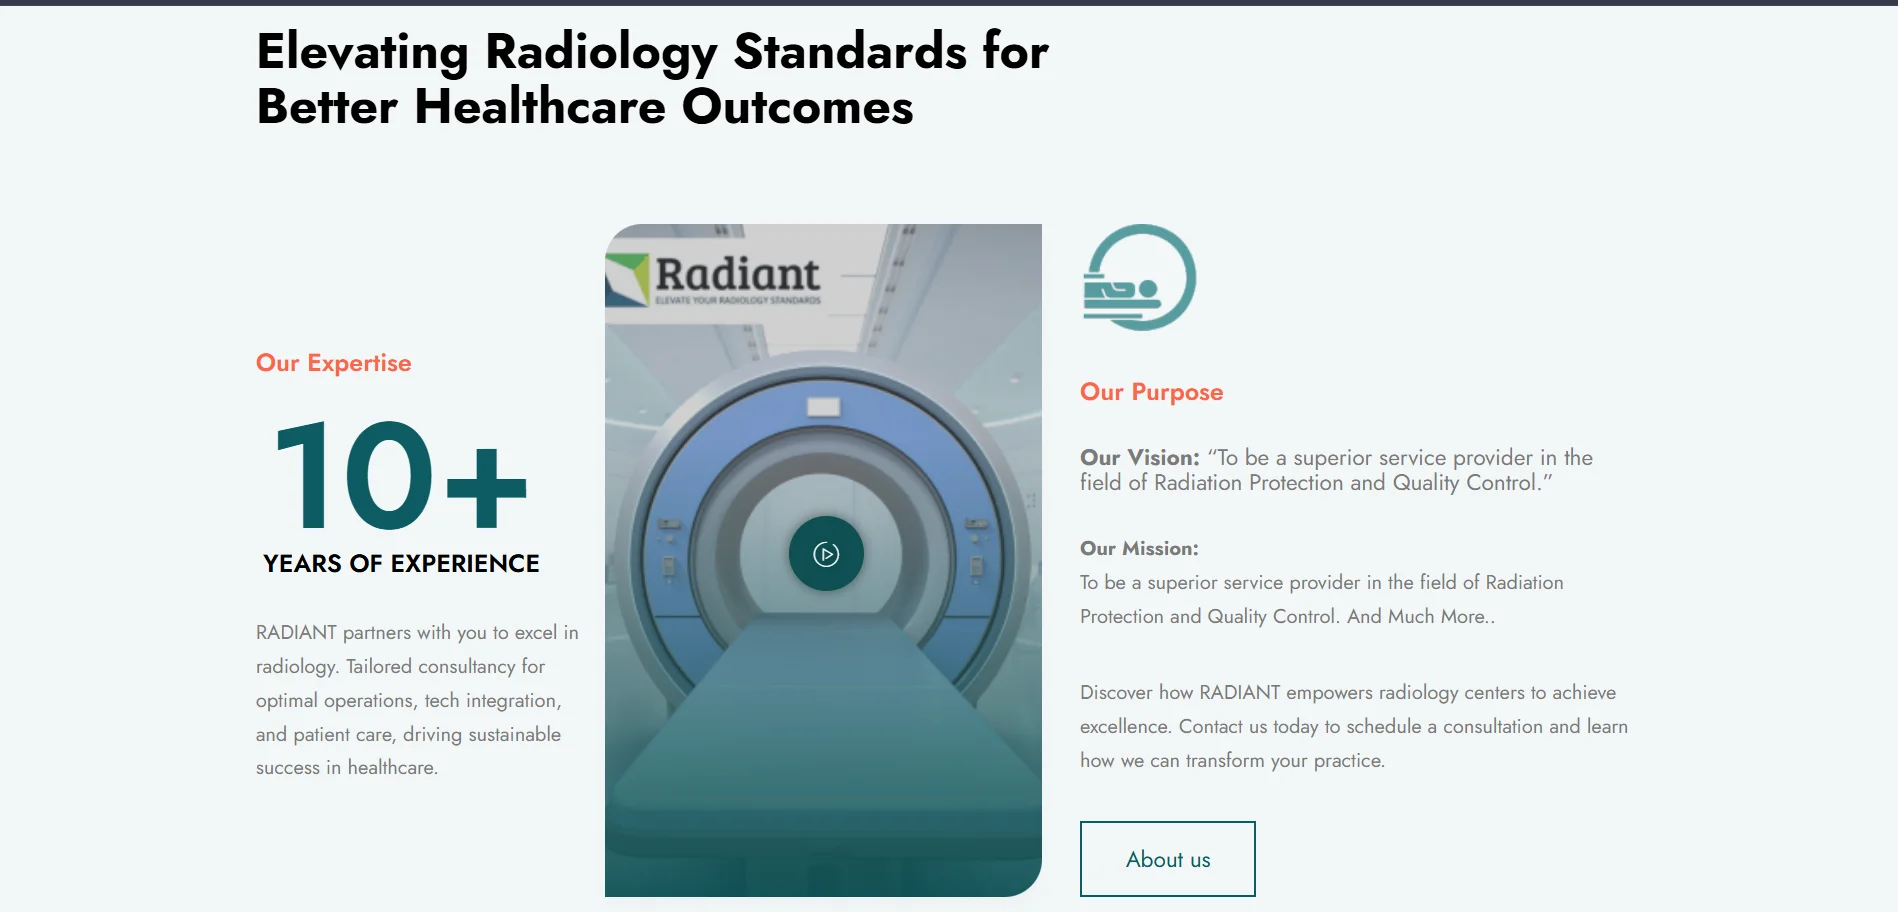 Elevating Radiology Standards for
Better Healthcare Outcomes
Our Expertise
10+
YEARS OF EXPERIENCE
RADIANT partners with you to excel in
radiology. Tailored consultancy for
optimal operations, tech integration,
and patient care, driving sustainable
success in healthcare.
Radiant
ELEVATE YOUR RADIOLOGY STANDARDS
Our Purpose
Our Vision: “To be a superior service provider in the
field of Radiation Protection and Quality Control.”
Our Mission:
To be a superior service provider in the field of Radiation
Protection and Quality Control. And Much More..
Discover how RADIANT empowers radiology centers to achieve
excellence. Contact us today to schedule a consultation and learn
how we can transform your practice.
About us